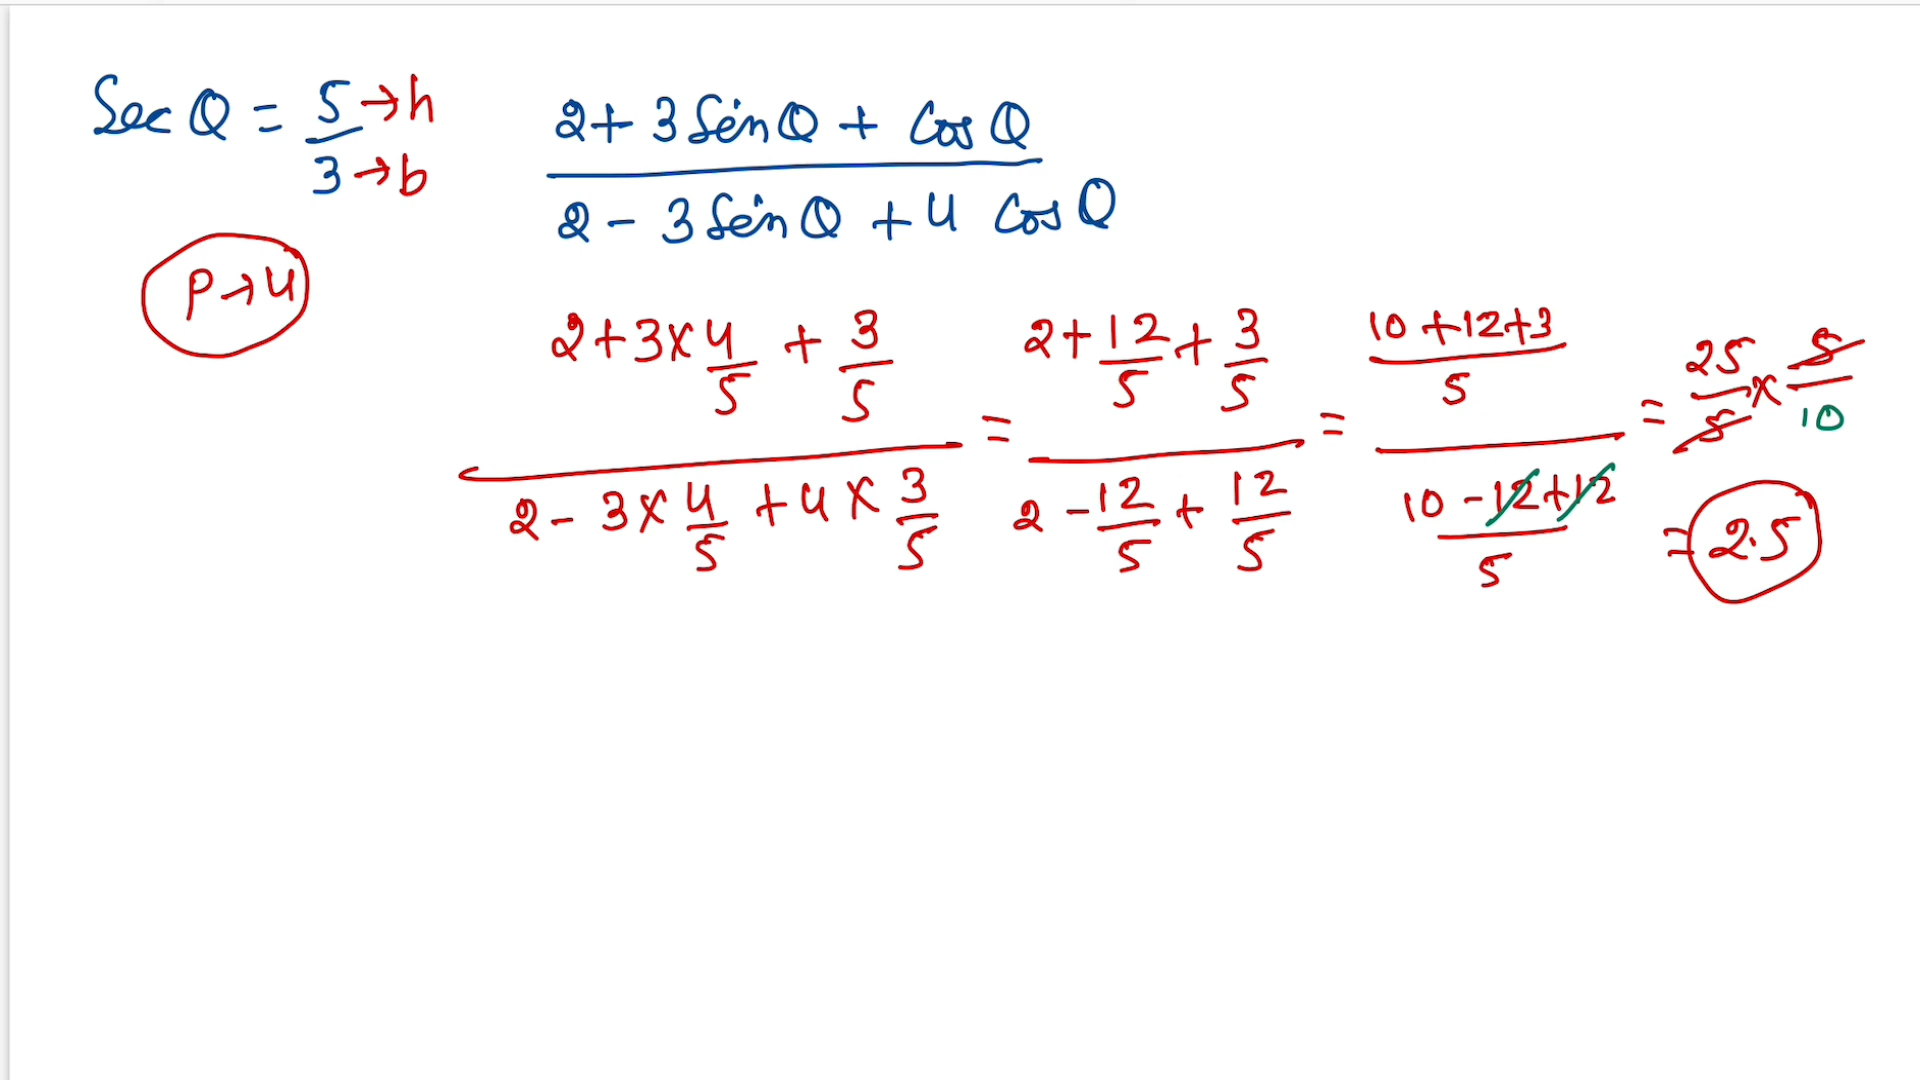 Sec Q = 5/3 →h →b
2 + 3 Sin Q + Cos Q
2 - 3 Sin Q + 4 Cos Q
P→4
(2+3×4/5 + 3/5)/(2-3×4/5 +4×3/5) = (2+12/5+3/5)/(2-12/5+12/5) = ((10+12+3)/5)/((10-12+12)/5) = 25/5 × 5/10
= 2.5